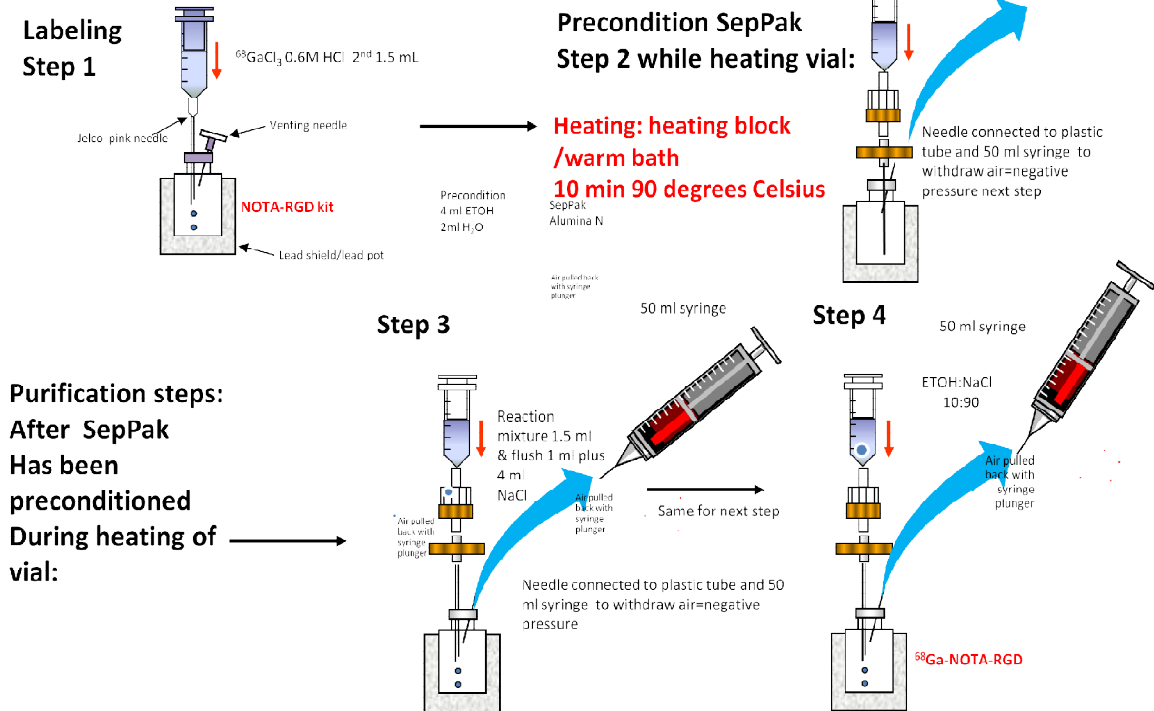 Labeling
Step 1
⁶⁸GaCl₃ 0.6M HCl 2ⁿᵈ 1.5 mL
Jelco pink needle
Venting needle
NOTA-RGD kit
Lead shield/lead pot
Precondition SepPak
Step 2 while heating vial:
Heating: heating block
/warm bath
10 min 90 degrees Celsius
Precondition
4 ml ETOH
2ml H₂O
SepPak
Alumina N
Air pulled back
with syringe
plunger
Needle connected to plastic
tube and 50 ml syringe to
withdraw air=negative
pressure next step
Purification steps:
After SepPak
Has been
preconditioned
During heating of
vial:
Step 3
50 ml syringe
Reaction
mixture 1.5 ml
& flush 1 ml plus
4 ml
NaCl
Air pulled
back with
syringe
plunger
Air pulled
back with
syringe
plunger
Same for next step
Needle connected to plastic tube and 50
ml syringe to withdraw air=negative
pressure
Step 4
50 ml syringe
ETOH:NaCl
10:90
Air pulled
back with
syringe
plunger
⁶⁸Ga-NOTA-RGD